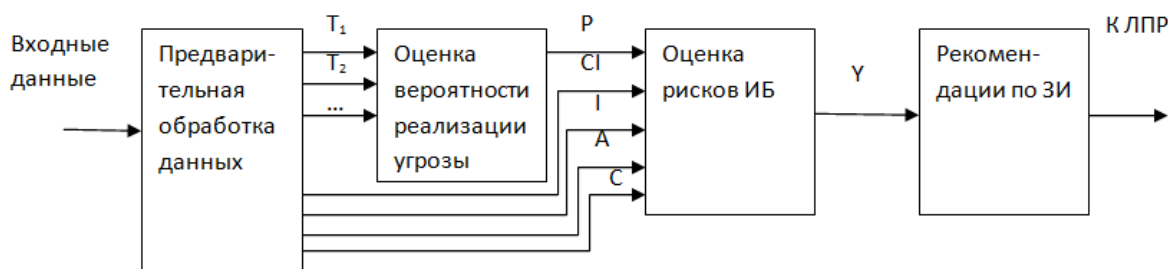 Входные
данные
Предвари-
тельная
обработка
данных
T₁
T₂
...
Оценка
вероятности
реализации
угрозы
P
CI
I
A
C
Оценка
рисков ИБ
Y
Рекомен-
дации по ЗИ
К ЛПР